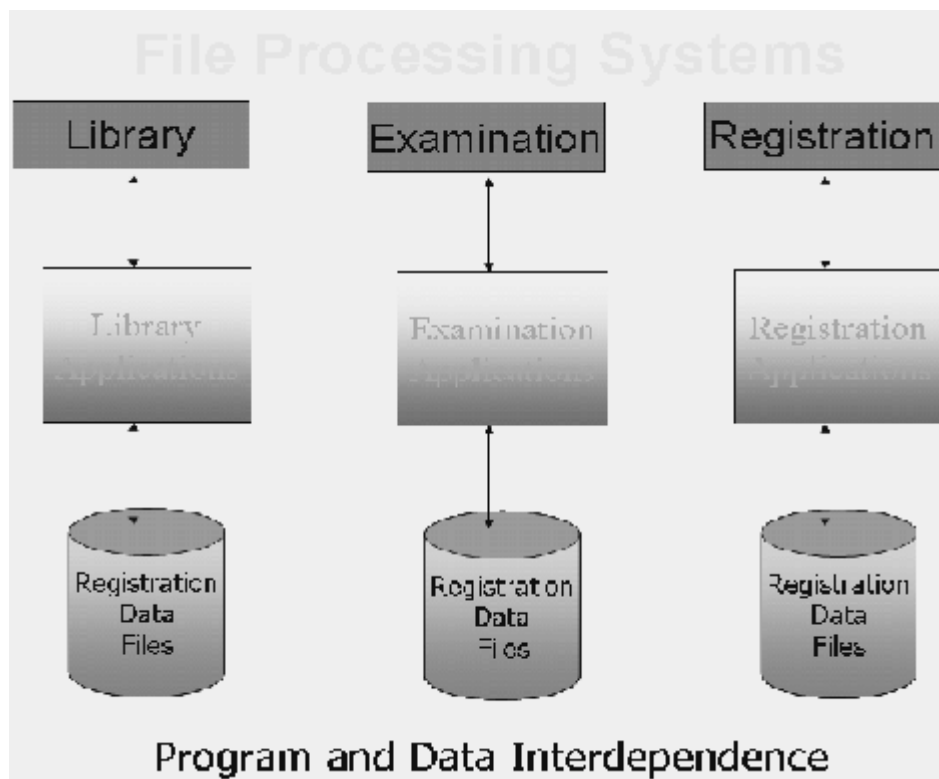 File Processing Systems
Library
Examination
Registration
Library
Applications
Examination
Applications
Registration
Applications
Registration
Data
Files
Registration
Data
Files
Registration
Data
Files
Program and Data Interdependence